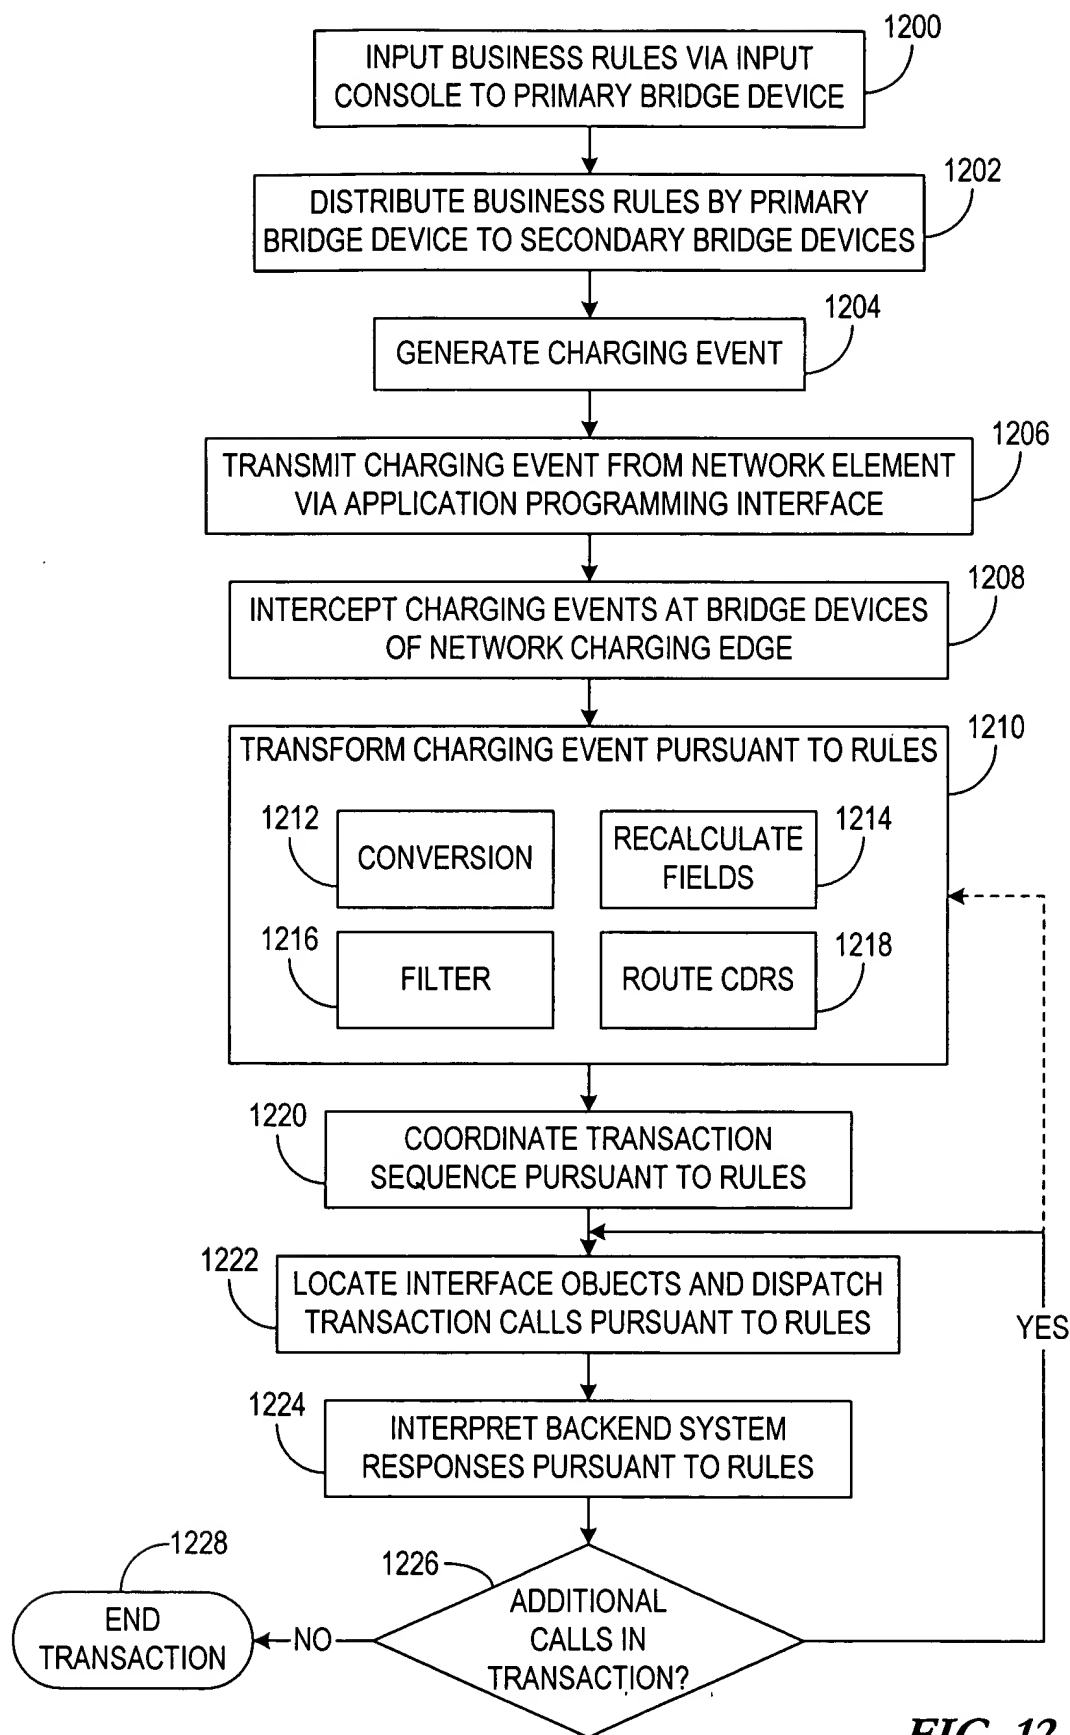 1200
INPUT BUSINESS RULES VIA INPUT
CONSOLE TO PRIMARY BRIDGE DEVICE
1202
DISTRIBUTE BUSINESS RULES BY PRIMARY
BRIDGE DEVICE TO SECONDARY BRIDGE DEVICES
1204
GENERATE CHARGING EVENT
1206
TRANSMIT CHARGING EVENT FROM NETWORK ELEMENT
VIA APPLICATION PROGRAMMING INTERFACE
1208
INTERCEPT CHARGING EVENTS AT BRIDGE DEVICES
OF NETWORK CHARGING EDGE
1210
TRANSFORM CHARGING EVENT PURSUANT TO RULES
1212
CONVERSION
1214
RECALCULATE
FIELDS
1216
FILTER
1218
ROUTE CDRS
1220
COORDINATE TRANSACTION
SEQUENCE PURSUANT TO RULES
1222
LOCATE INTERFACE OBJECTS AND DISPATCH
TRANSACTION CALLS PURSUANT TO RULES
YES
1224
INTERPRET BACKEND SYSTEM
RESPONSES PURSUANT TO RULES
1226
ADDITIONAL
CALLS IN
TRANSACTION?
NO
1228
END
TRANSACTION
FIG. 12